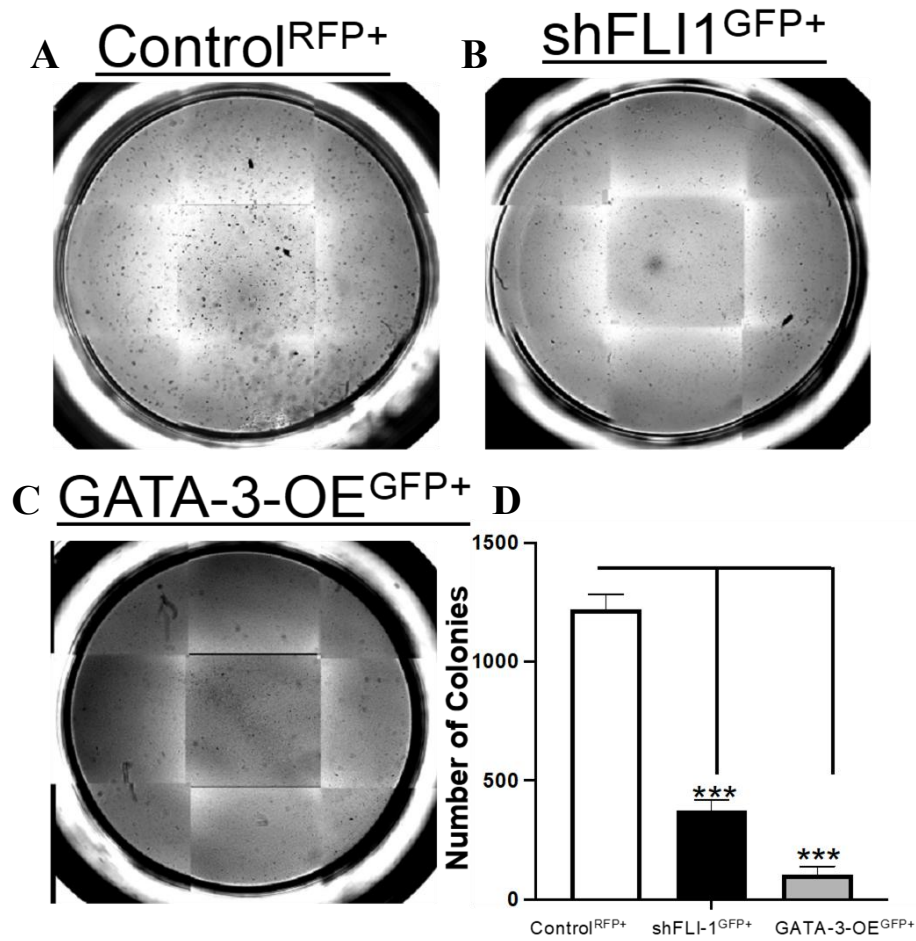 A Control^RFP+
B shFLI1^GFP+
C GATA-3-OE^GFP+
D
Number of Colonies
1500
1000
500
0
***
***
Control^RFP+ shFLI-1^GFP+ GATA-3-OE^GFP+